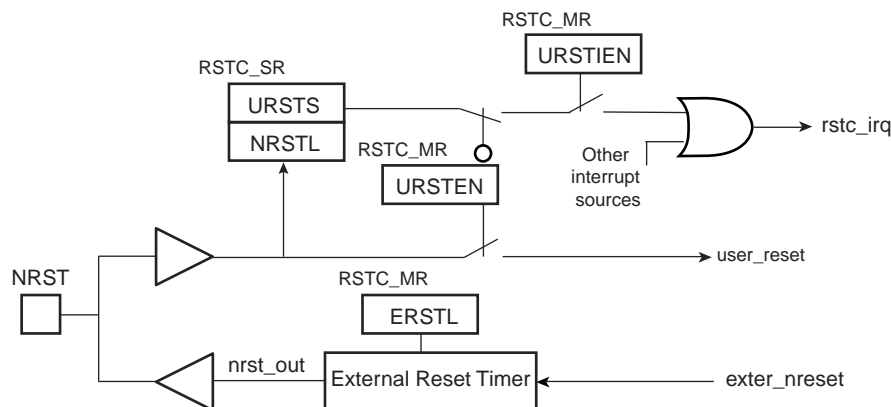 RSTC_MR
URSTIEN
RSTC_SR
URSTS
NRSTL
rstc_irq
RSTC_MR
Other
interrupt
sources
URSTEN
user_reset
NRST
RSTC_MR
ERSTL
nrst_out
External Reset Timer
exter_nreset